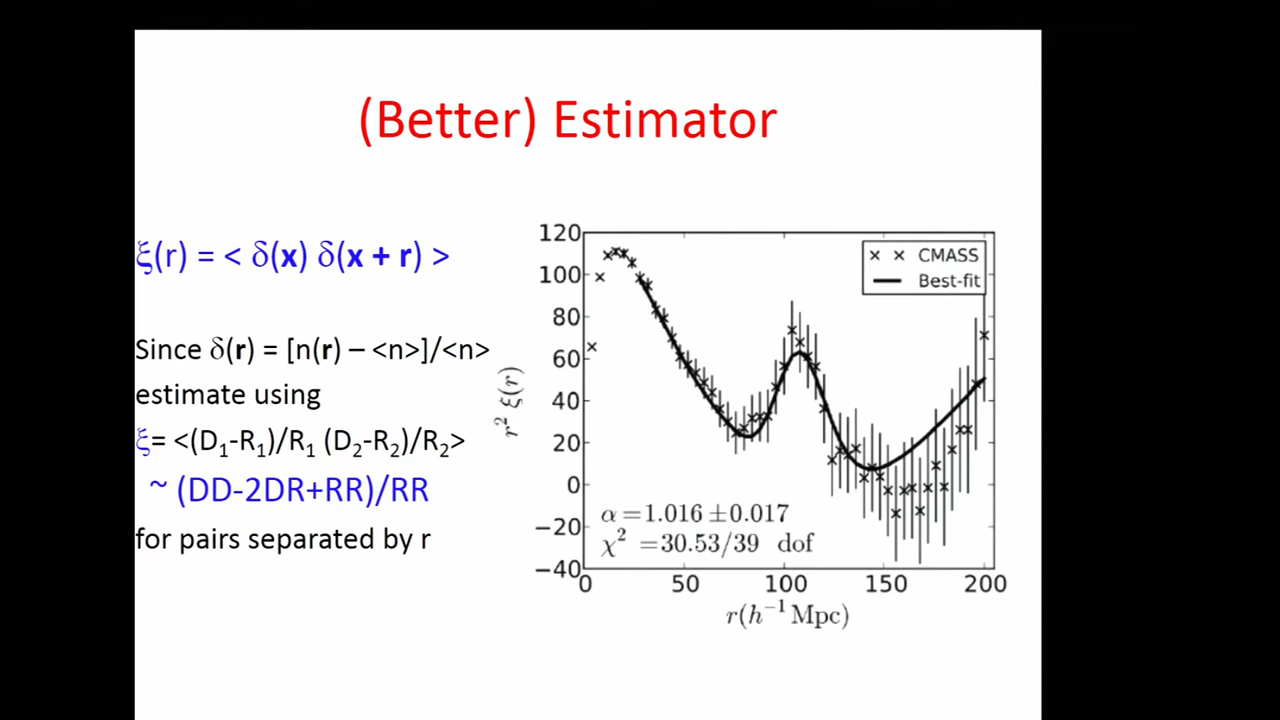 (Better) Estimator
ξ(r) = < δ(x) δ(x + r) >
Since δ(r) = [n(r) – <n>]/<n>
estimate using
ξ= <(D₁-R₁)/R₁ (D₂-R₂)/R₂>
~ (DD-2DR+RR)/RR
for pairs separated by r
120
100
80
60
40
20
0
−20
−40
r² ξ(r)
CMASS
Best-fit
α =1.016 ±0.017
χ² =30.53/39 dof
0 50 100 150 200
r(h⁻¹ Mpc)